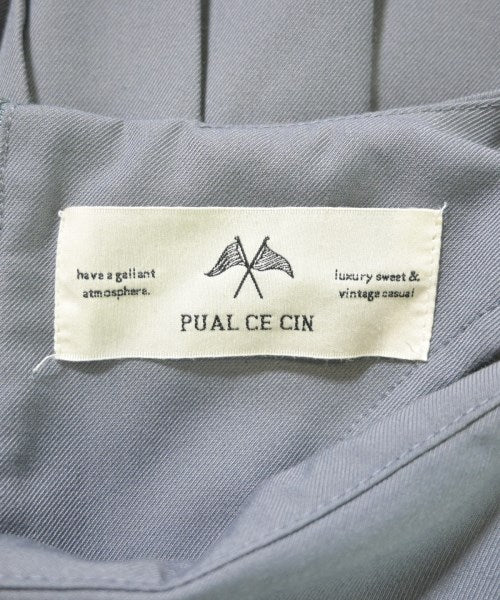 have a gallant
atmosphere.
luxury sweet &
vintage casual
PUAL CE CIN